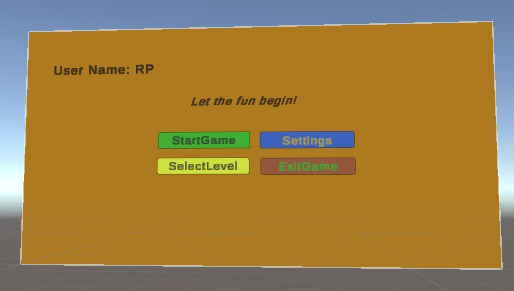 User Name: RP
Let the fun begin!
StartGame
Settings
SelectLevel
ExitGame